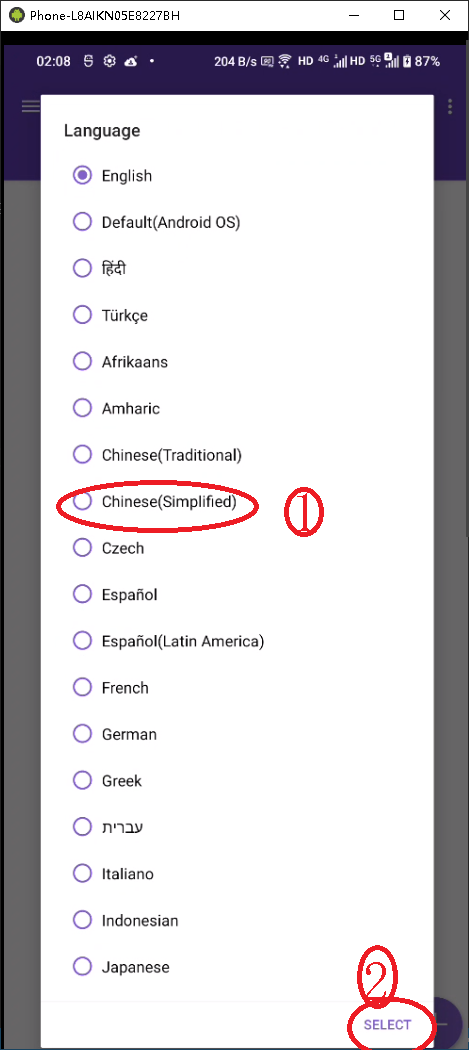 Phone-L8AIKN05E8227BH
02:08 204 B/s HD 4G HD 5G 87%
Language
English
Default(Android OS)
हिंदी
Türkçe
Afrikaans
Amharic
Chinese(Traditional)
Chinese(Simplified)
①
Czech
Español
Español(Latin America)
French
German
Greek
עברית
Italiano
Indonesian
Japanese
②
SELECT